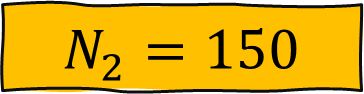 N₂ = 150